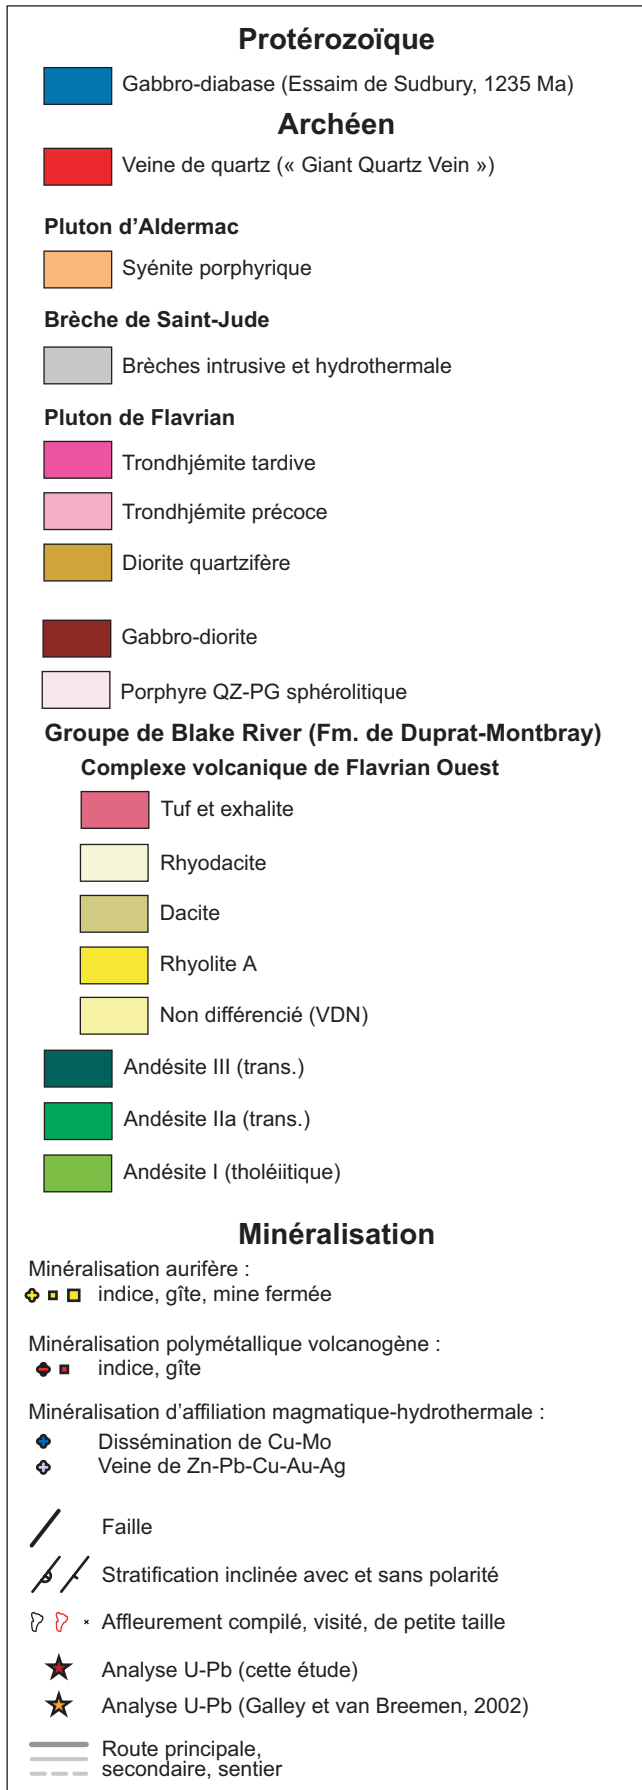 Protérozoïque
Gabbro-diabase (Essaim de Sudbury, 1235 Ma)
Archéen
Veine de quartz (« Giant Quartz Vein »)
Pluton d’Aldermac
Syénite porphyrique
Brèche de Saint-Jude
Brèches intrusive et hydrothermale
Pluton de Flavrian
Trondhjémite tardive
Trondhjémite précoce
Diorite quartzifère
Gabbro-diorite
Porphyre QZ-PG sphérolitique
Groupe de Blake River (Fm. de Duprat-Montbray)
Complexe volcanique de Flavrian Ouest
Tuf et exhalite
Rhyodacite
Dacite
Rhyolite A
Non différencié (VDN)
Andésite III (trans.)
Andésite IIa (trans.)
Andésite I (tholéiitique)
Minéralisation
Minéralisation aurifère :
indice, gîte, mine fermée
Minéralisation polymétallique volcanogène :
indice, gîte
Minéralisation d’affiliation magmatique-hydrothermale :
Dissémination de Cu-Mo
Veine de Zn-Pb-Cu-Au-Ag
Faille
Stratification inclinée avec et sans polarité
Affleurement compilé, visité, de petite taille
Analyse U-Pb (cette étude)
Analyse U-Pb (Galley et van Breemen, 2002)
Route principale,
secondaire, sentier